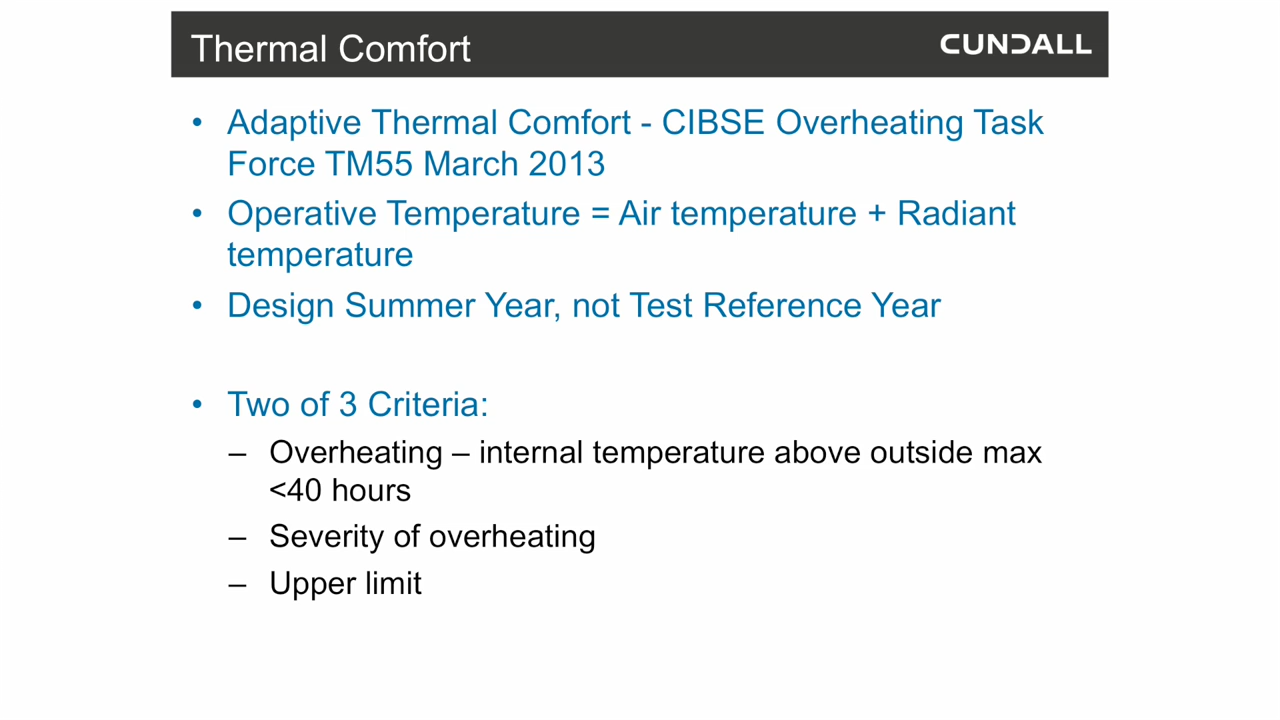 Thermal Comfort
CUNDALL
• Adaptive Thermal Comfort - CIBSE Overheating Task
Force TM55 March 2013
• Operative Temperature = Air temperature + Radiant
temperature
• Design Summer Year, not Test Reference Year
• Two of 3 Criteria:
– Overheating – internal temperature above outside max
<40 hours
– Severity of overheating
– Upper limit